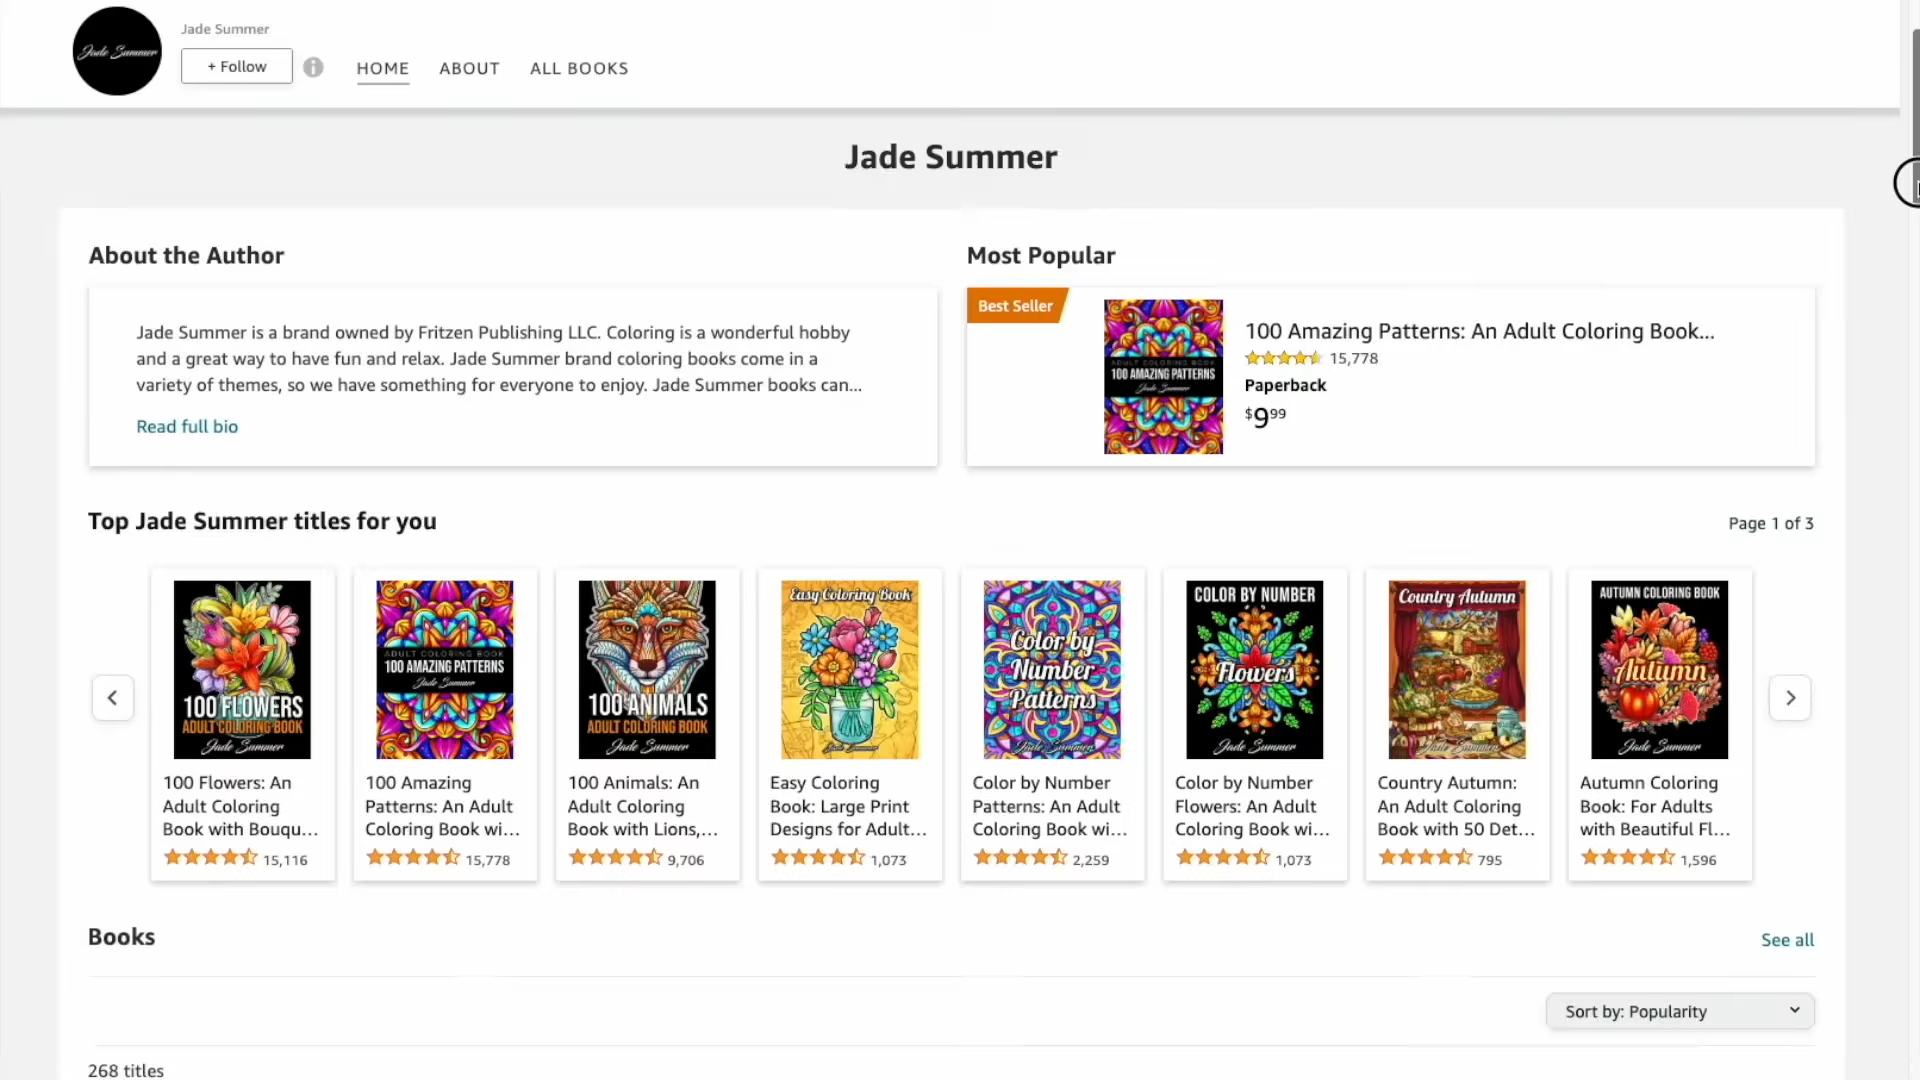 Jade Summer
Jade Summer
+ Follow
HOME
ABOUT
ALL BOOKS
Jade Summer
About the Author
Jade Summer is a brand owned by Fritzen Publishing LLC. Coloring is a wonderful hobby
and a great way to have fun and relax. Jade Summer brand coloring books come in a
variety of themes, so we have something for everyone to enjoy. Jade Summer books can...
Read full bio
Most Popular
Best Seller
ADULT COLORING BOOK
100 AMAZING PATTERNS
Jade Summer
100 Amazing Patterns: An Adult Coloring Book...
15,778
Paperback
$9.99
Top Jade Summer titles for you
Page 1 of 3
100 FLOWERS
ADULT COLORING BOOK
Jade Summer
100 Flowers: An
Adult Coloring
Book with Bouqu...
15,116
ADULT COLORING BOOK
100 AMAZING PATTERNS
Jade Summer
100 Amazing
Patterns: An Adult
Coloring Book wi...
15,778
100 ANIMALS
ADULT COLORING BOOK
Jade Summer
100 Animals: An
Adult Coloring
Book with Lions,...
9,706
Easy Coloring Book
Jade Summer
Easy Coloring
Book: Large Print
Designs for Adult...
1,073
Color by
Number
Patterns
Jade Summer
Color by Number
Patterns: An Adult
Coloring Book wi...
2,259
COLOR BY NUMBER
Flowers
Jade Summer
Color by Number
Flowers: An Adult
Coloring Book wi...
1,073
Country Autumn
Jade Summer
Country Autumn:
An Adult Coloring
Book with 50 Det...
795
AUTUMN COLORING BOOK
Autumn
Jade Summer
Autumn Coloring
Book: For Adults
with Beautiful Fl...
1,596
Books
See all
Sort by: Popularity
268 titles